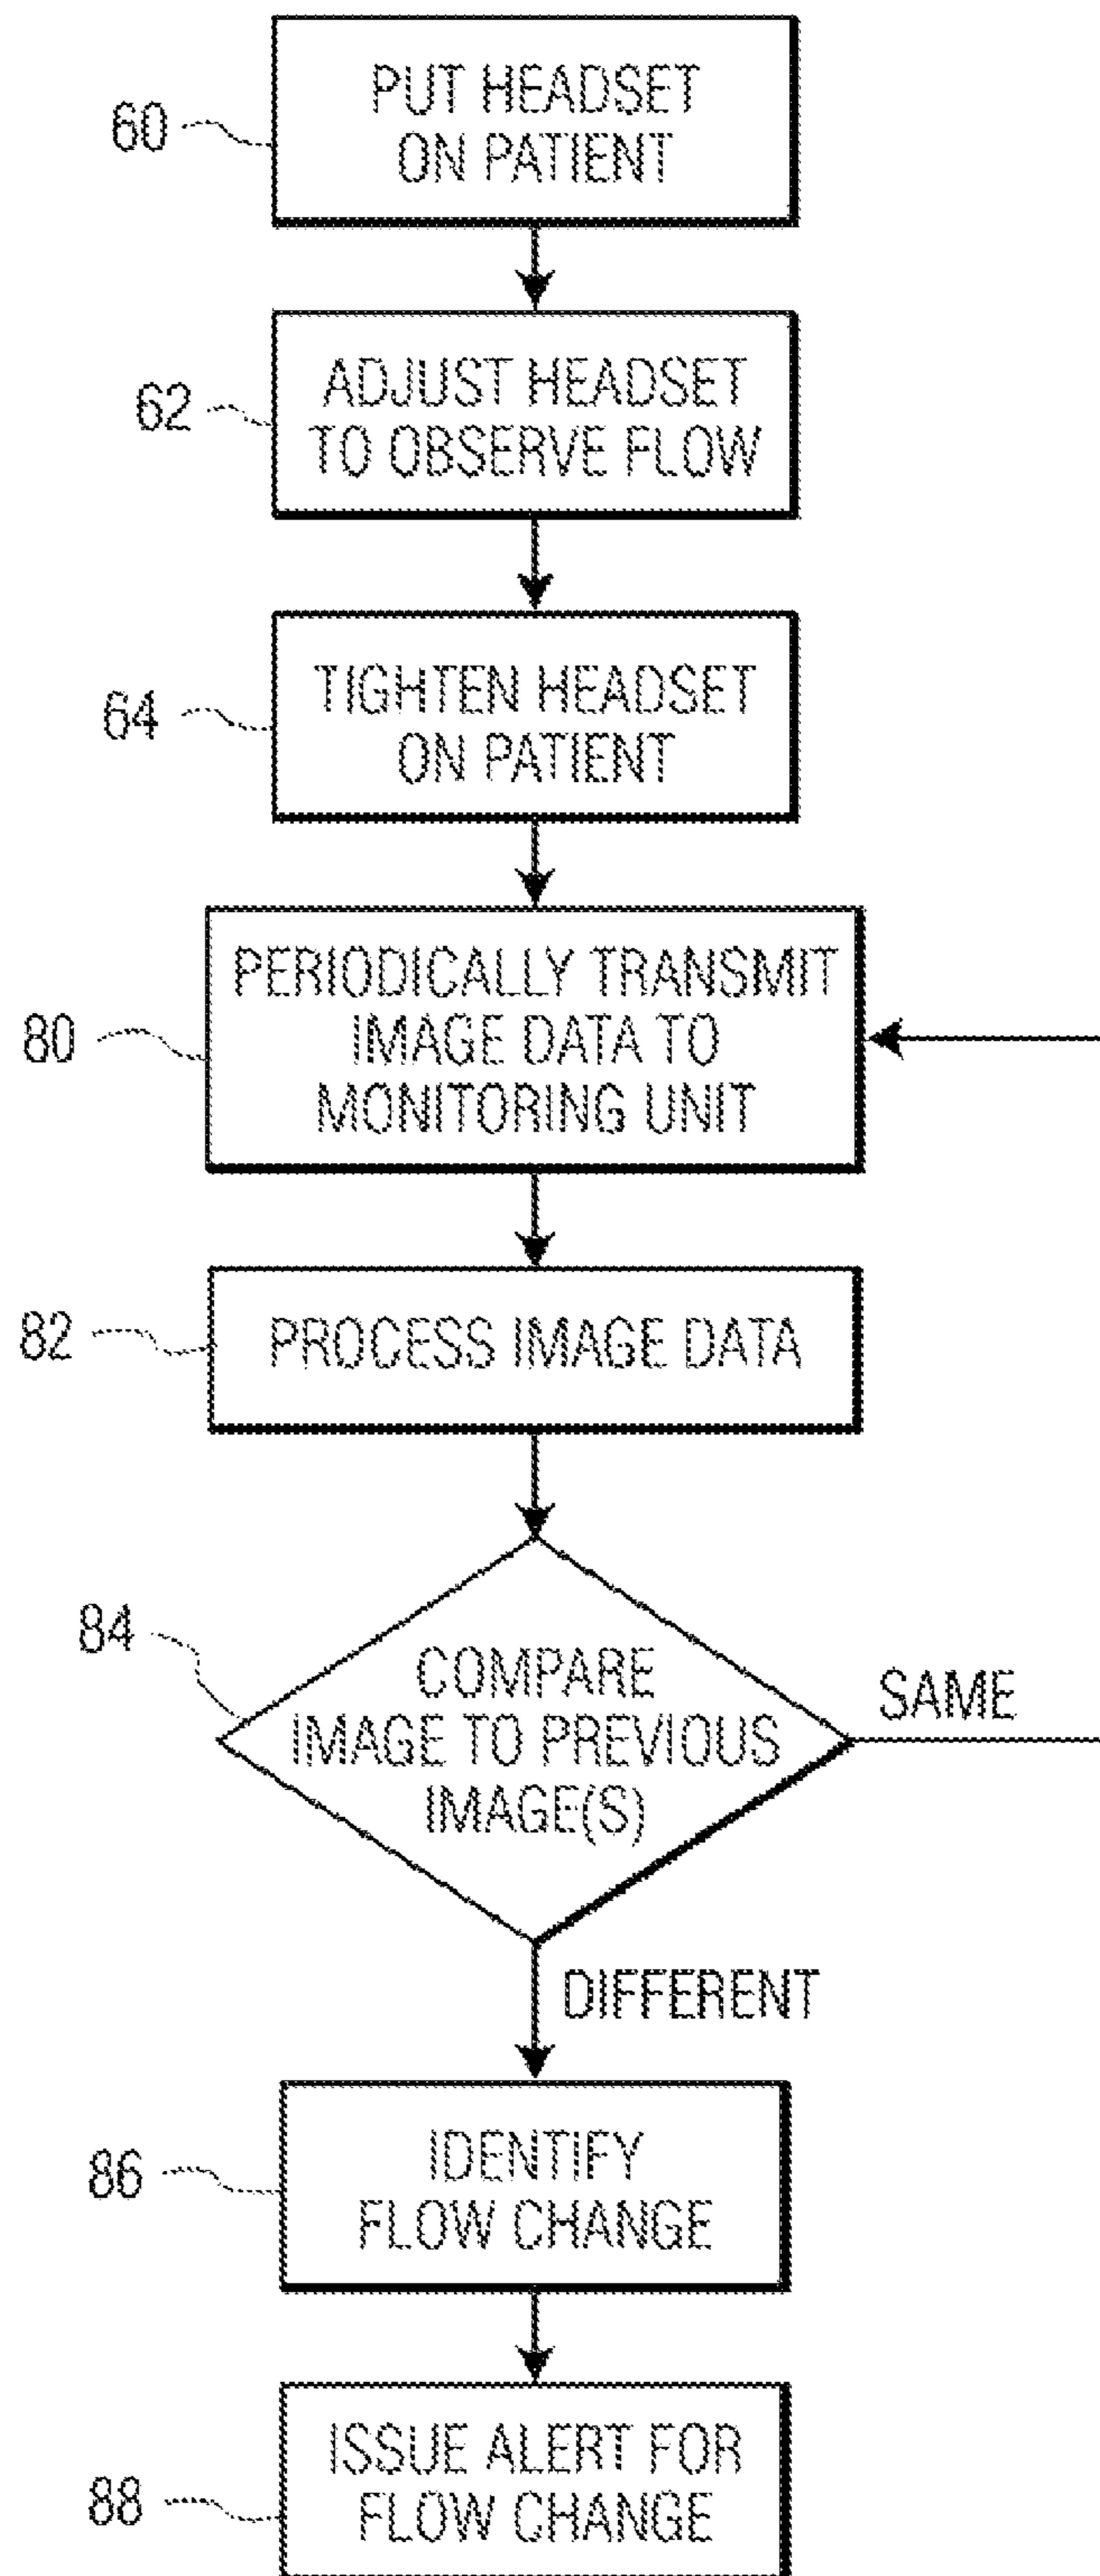 60
PUT HEADSET
ON PATIENT
62
ADJUST HEADSET
TO OBSERVE FLOW
64
TIGHTEN HEADSET
ON PATIENT
80
PERIODICALLY TRANSMIT
IMAGE DATA TO
MONITORING UNIT
82
PROCESS IMAGE DATA
84
COMPARE
IMAGE TO PREVIOUS
IMAGE(S)
SAME
DIFFERENT
86
IDENTIFY
FLOW CHANGE
88
ISSUE ALERT FOR
FLOW CHANGE